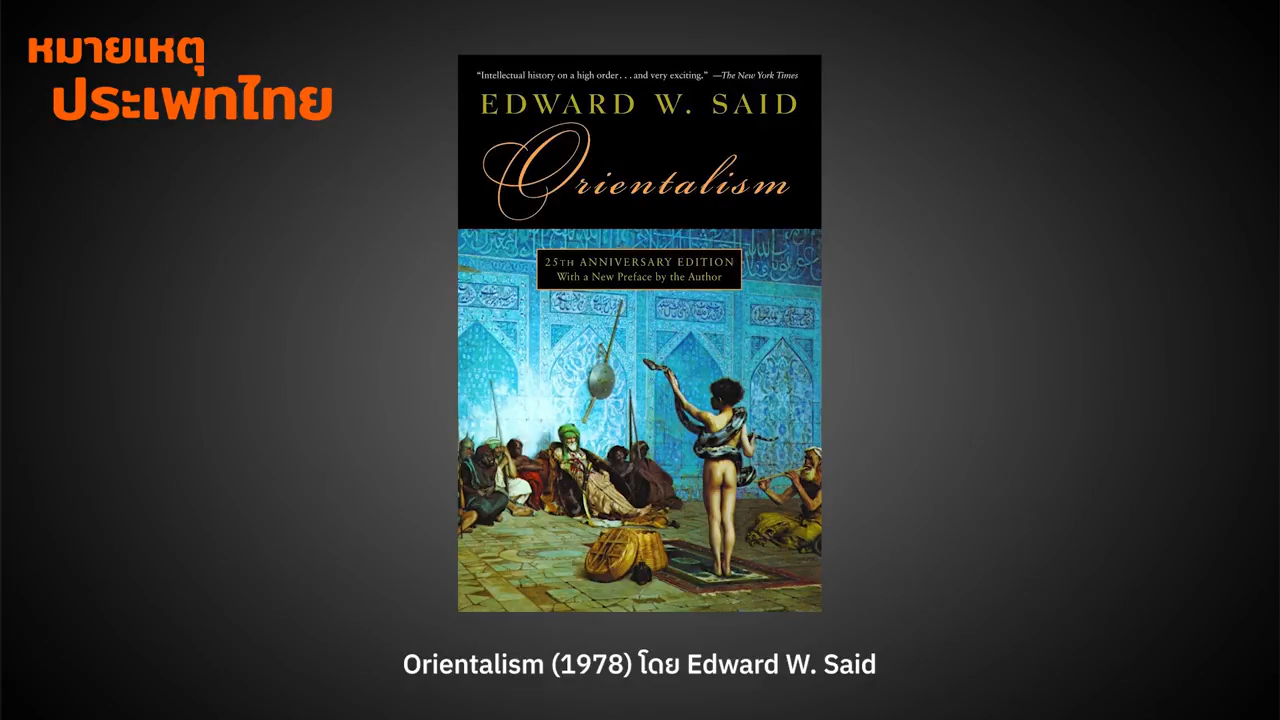 หมายเหตุ
ประเพทไทย
“Intellectual history on a high order...and very exciting.” —The New York Times
EDWARD W. SAID
Orientalism
25TH ANNIVERSARY EDITION
With a New Preface by the Author
Orientalism (1978) โดย Edward W. Said